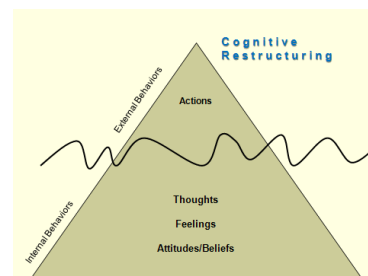 Cognitive
Restructuring
External Behaviors
Actions
Internal Behaviors
Thoughts
Feelings
Attitudes/Beliefs